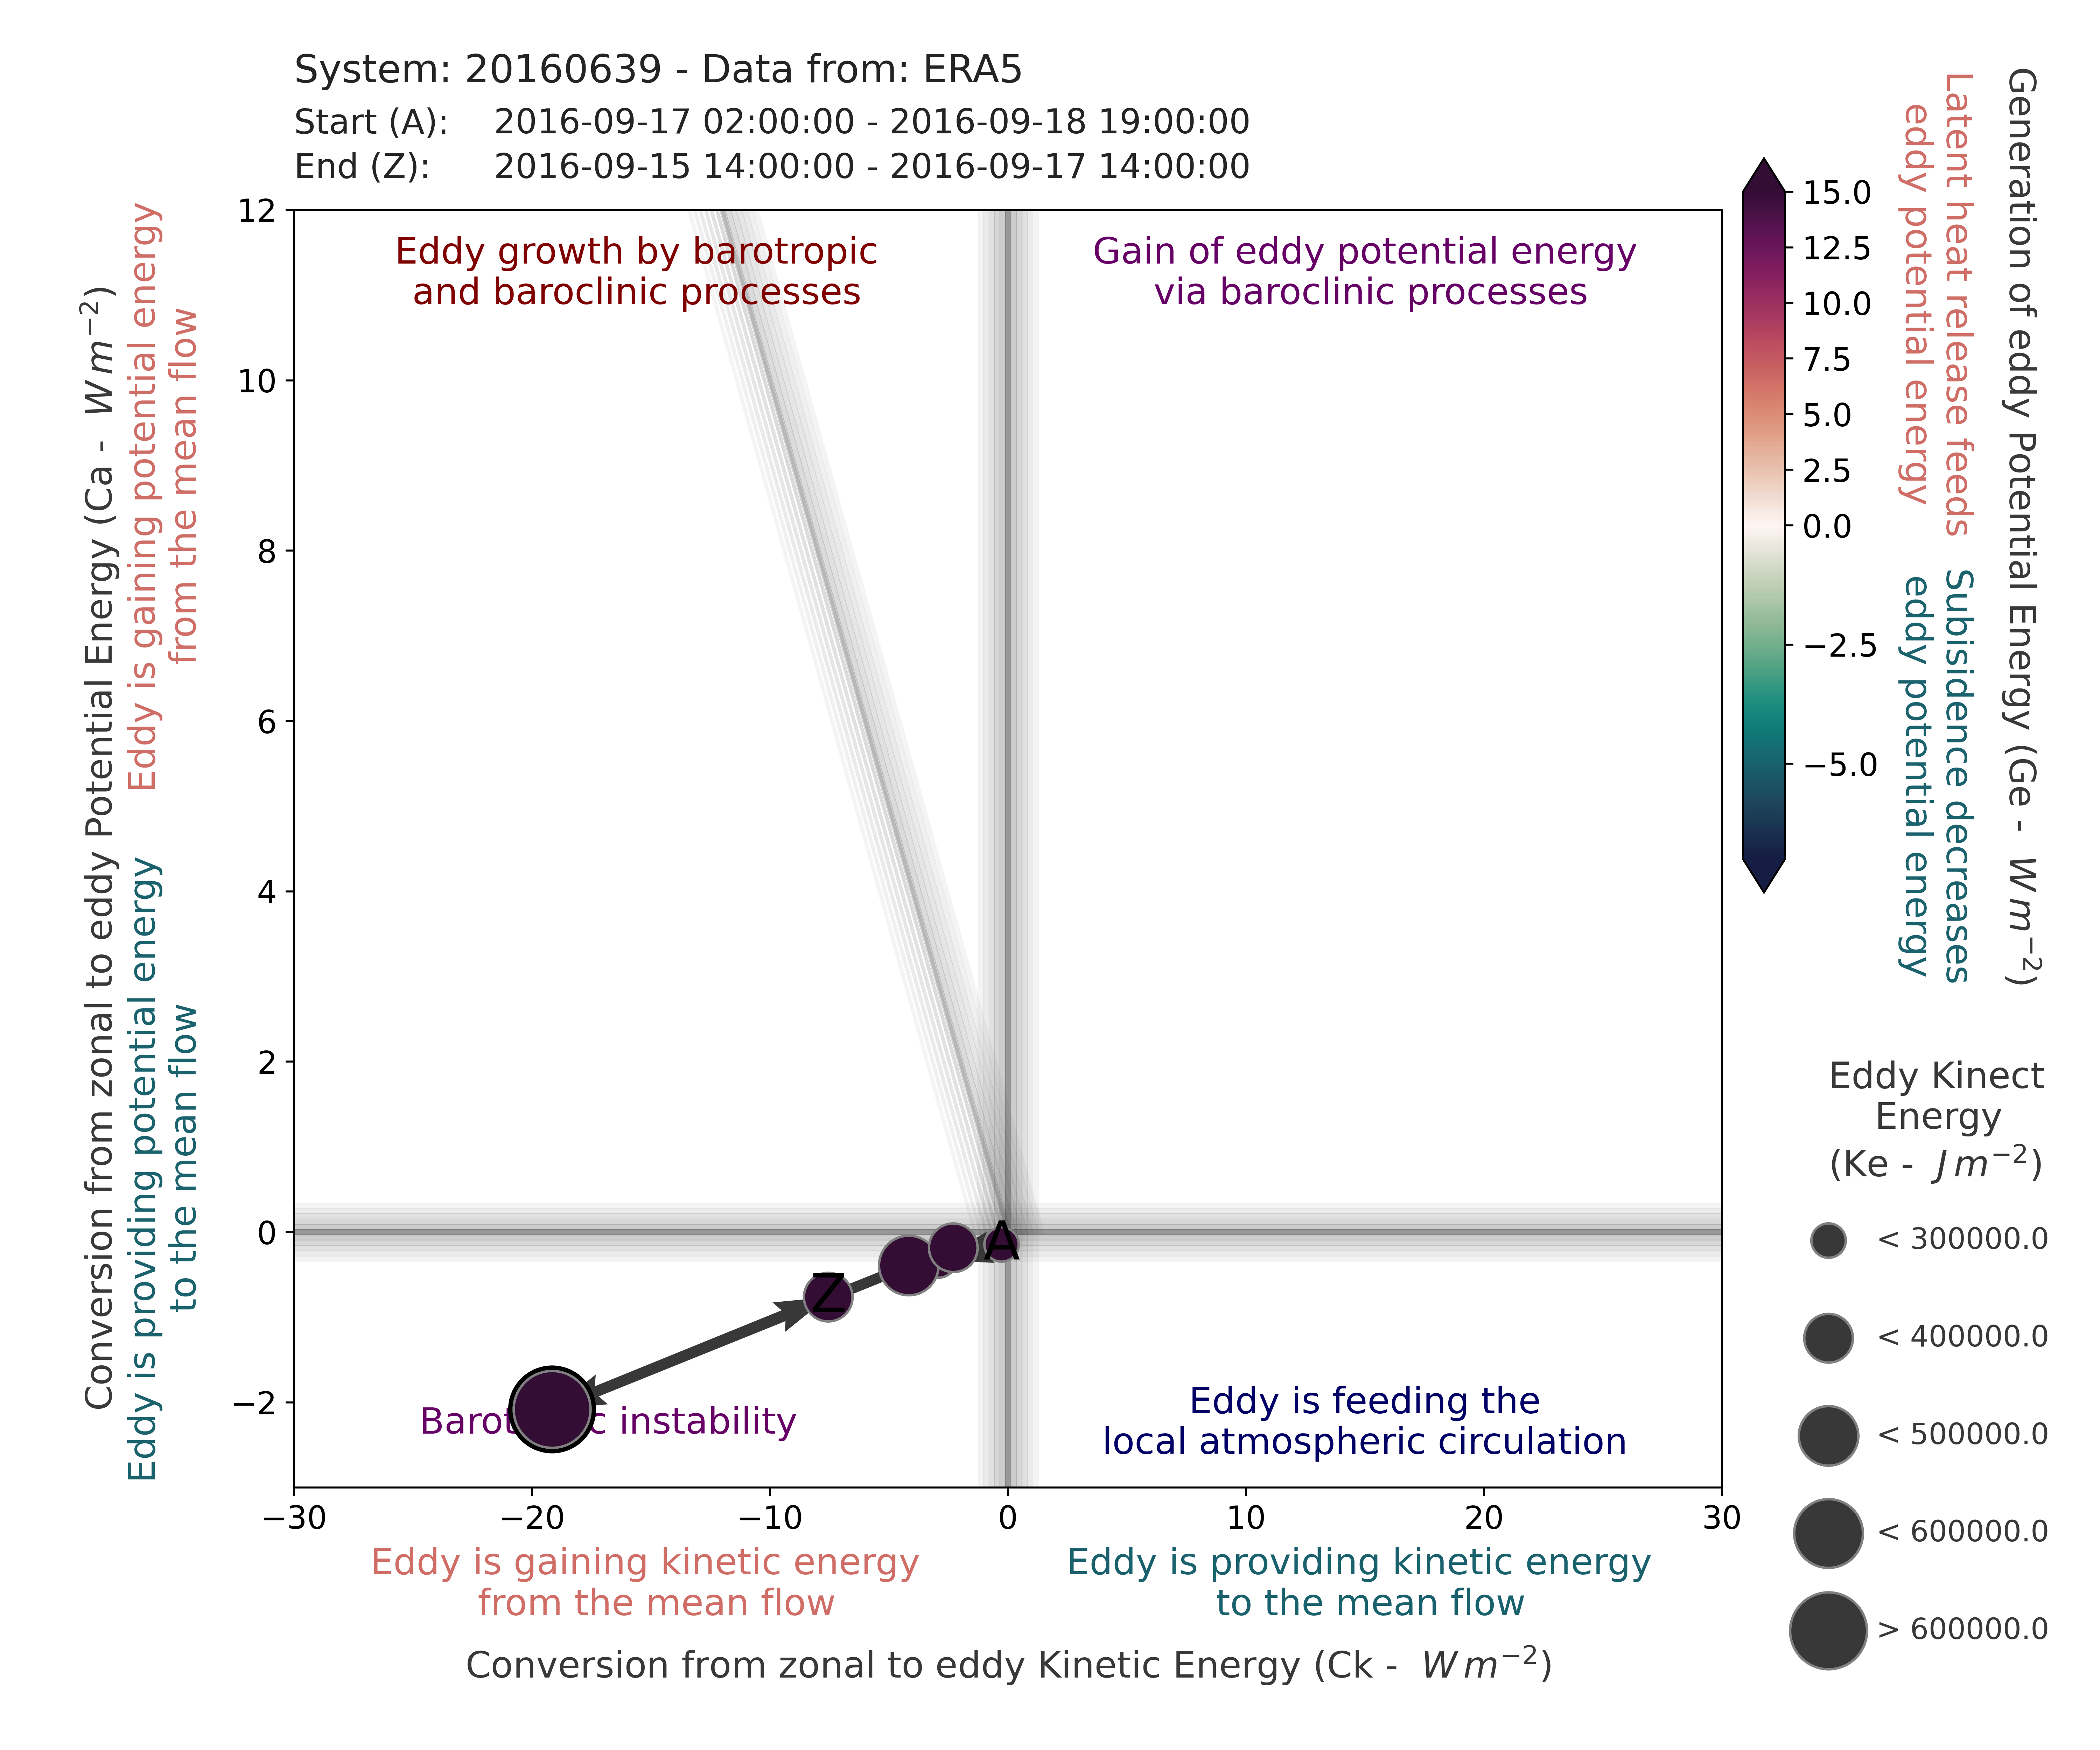 System: 20160639 - Data from: ERA5
Start (A): 2016-09-17 02:00:00 - 2016-09-18 19:00:00
End (Z): 2016-09-15 14:00:00 - 2016-09-17 14:00:00
Conversion from zonal to eddy Potential Energy (Ca - W m⁻²)
Eddy is gaining potential energy
from the mean flow
Eddy is providing potential energy
to the mean flow
12
10
8
6
4
2
0
−2
Eddy growth by barotropic
and baroclinic processes
Gain of eddy potential energy
via baroclinic processes
A
Z
instability
Eddy is feeding the
local atmospheric circulation
−30
−20
−10
0
10
20
30
Eddy is gaining kinetic energy
from the mean flow
Eddy is providing kinetic energy
to the mean flow
Conversion from zonal to eddy Kinetic Energy (Ck - W m⁻²)
15.0
12.5
10.0
7.5
5.0
2.5
0.0
−2.5
−5.0
Latent heat release feeds
eddy potential energy
Subisidence decreases
eddy potential energy
Generation of eddy Potential Energy (Ge - W m⁻²)
Eddy Kinect
Energy
(Ke - J m⁻²)
< 300000.0
< 400000.0
< 500000.0
< 600000.0
> 600000.0